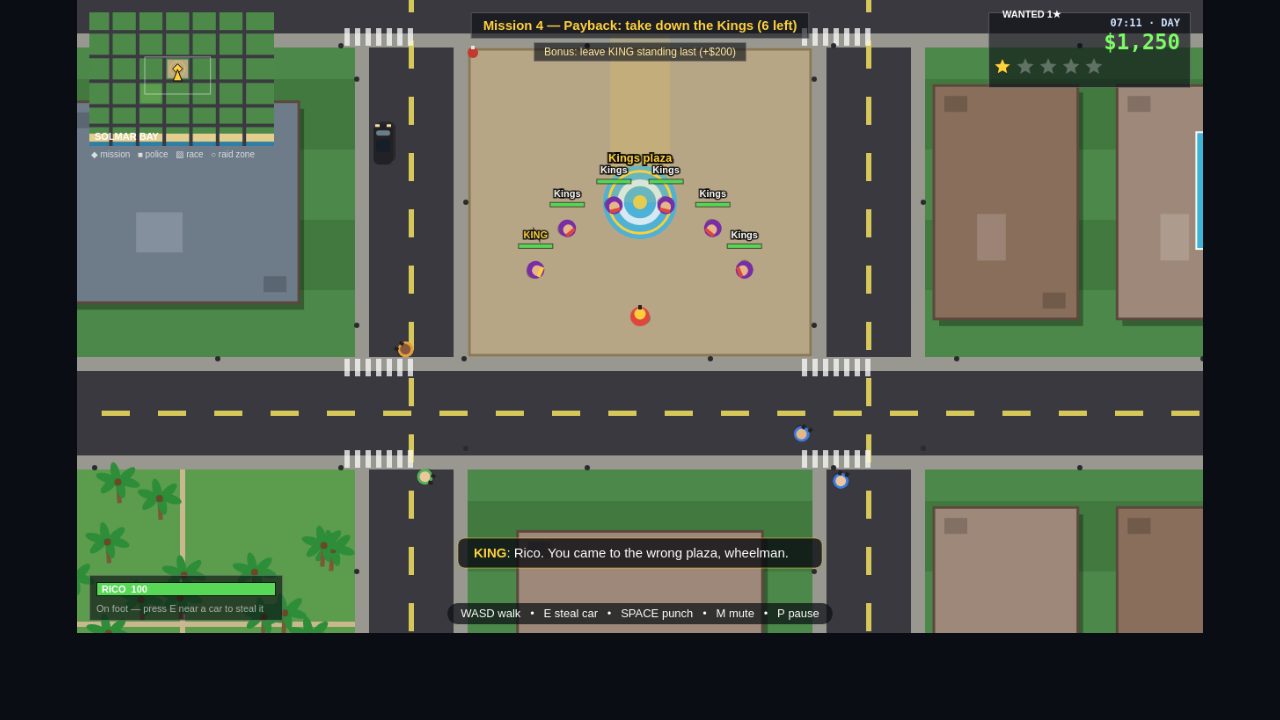 Mission 4 — Payback: take down the Kings (6 left)
Bonus: leave KING standing last (+$200)
WANTED 1★
07:11 · DAY
$1,250
SOLMAR BAY
◆ mission ■ police ▨ race ○ raid zone
Kings plaza
Kings Kings
Kings Kings
KING Kings
KING: Rico. You came to the wrong plaza, wheelman.
RICO 100
On foot — press E near a car to steal it
WASD walk • E steal car • SPACE punch • M mute • P pause